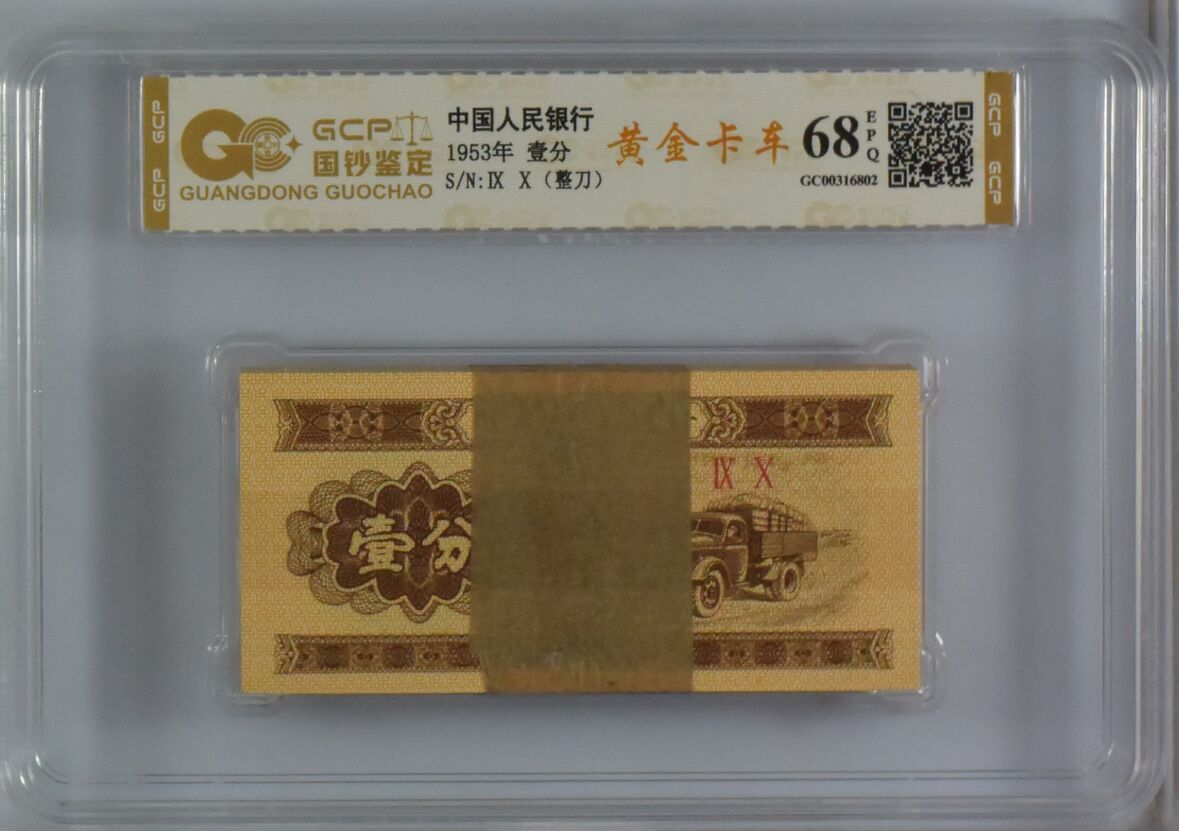 GCP
GCP
GCP
国钞鉴定
GUANGDONG GUOCHAO
中国人民银行
1953年 壹分
S/N:Ⅸ Ⅹ（整刀）
黄金卡车
68
EPQ
GC00316802
GCP
GCP
Ⅸ Ⅹ
壹分